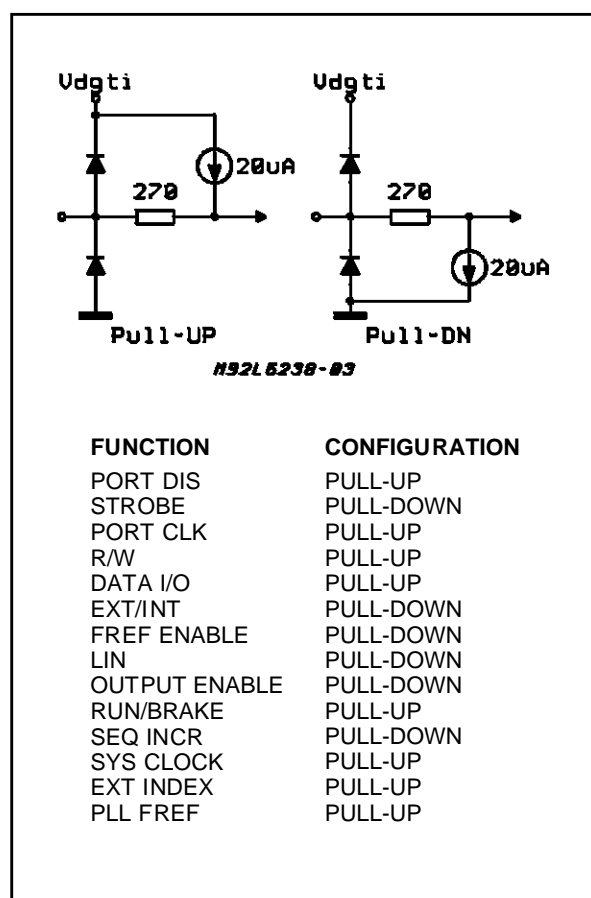 Vdgti Vdgti
20uA
270 270
20uA
Pull-UP Pull-DN
M92L6238-03
FUNCTION CONFIGURATION
PORT DIS PULL-UP
STROBE PULL-DOWN
PORT CLK PULL-UP
R/W PULL-UP
DATA I/O PULL-UP
EXT/INT PULL-DOWN
FREF ENABLE PULL-DOWN
LIN PULL-DOWN
OUTPUT ENABLE PULL-DOWN
RUN/BRAKE PULL-UP
SEQ INCR PULL-DOWN
SYS CLOCK PULL-UP
EXT INDEX PULL-UP
PLL FREF PULL-UP